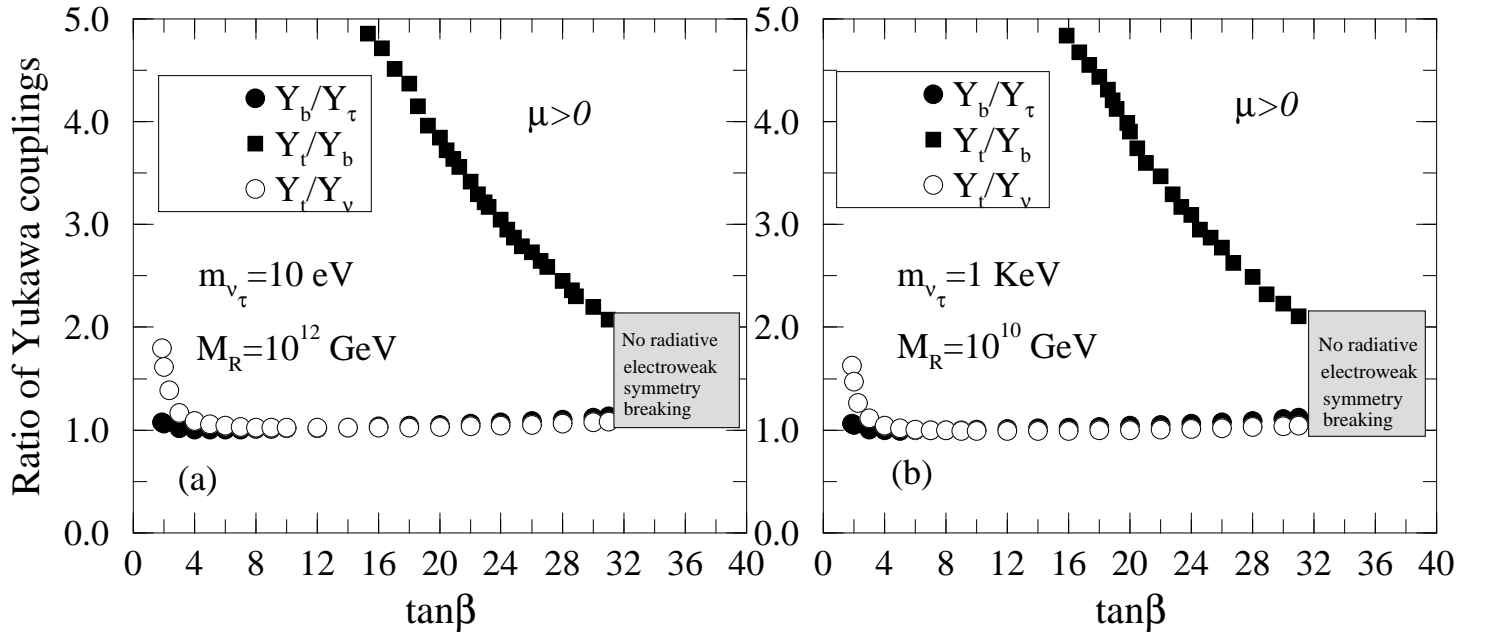 Ratio of Yukawa couplings
5.0
4.0
3.0
2.0
1.0
0.0
Y_b/Y_τ
Y_t/Y_b
Y_t/Y_ν
μ>0
m_ν_τ=10 eV
M_R=10^12 GeV
No radiative
electroweak
symmetry
breaking
(a)
0 4 8 12 16 20 24 28 32 36 40
tanβ
5.0
4.0
3.0
2.0
1.0
0.0
Y_b/Y_τ
Y_t/Y_b
Y_t/Y_ν
μ>0
m_ν_τ=1 KeV
M_R=10^10 GeV
No radiative
electroweak
symmetry
breaking
(b)
0 4 8 12 16 20 24 28 32 36 40
tanβ